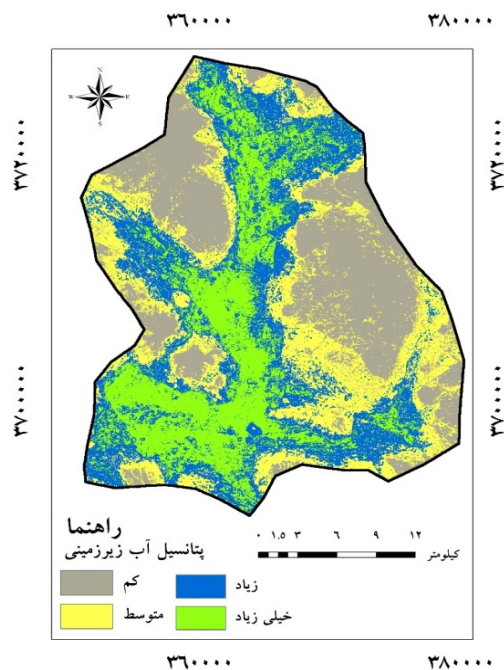 ۳۶۰۰۰۰ ۳۸۰۰۰۰
N
W E
S
۳۷۲۰۰۰۰ ۳۷۲۰۰۰۰
۳۷۰۰۰۰۰ ۳۷۰۰۰۰۰
راهنما
پتانسیل آب زیرزمینی
کم زیاد
متوسط خیلی زیاد
۰ ۱.۵ ۳ ۶ ۹ ۱۲
کیلومتر
۳۶۰۰۰۰ ۳۸۰۰۰۰